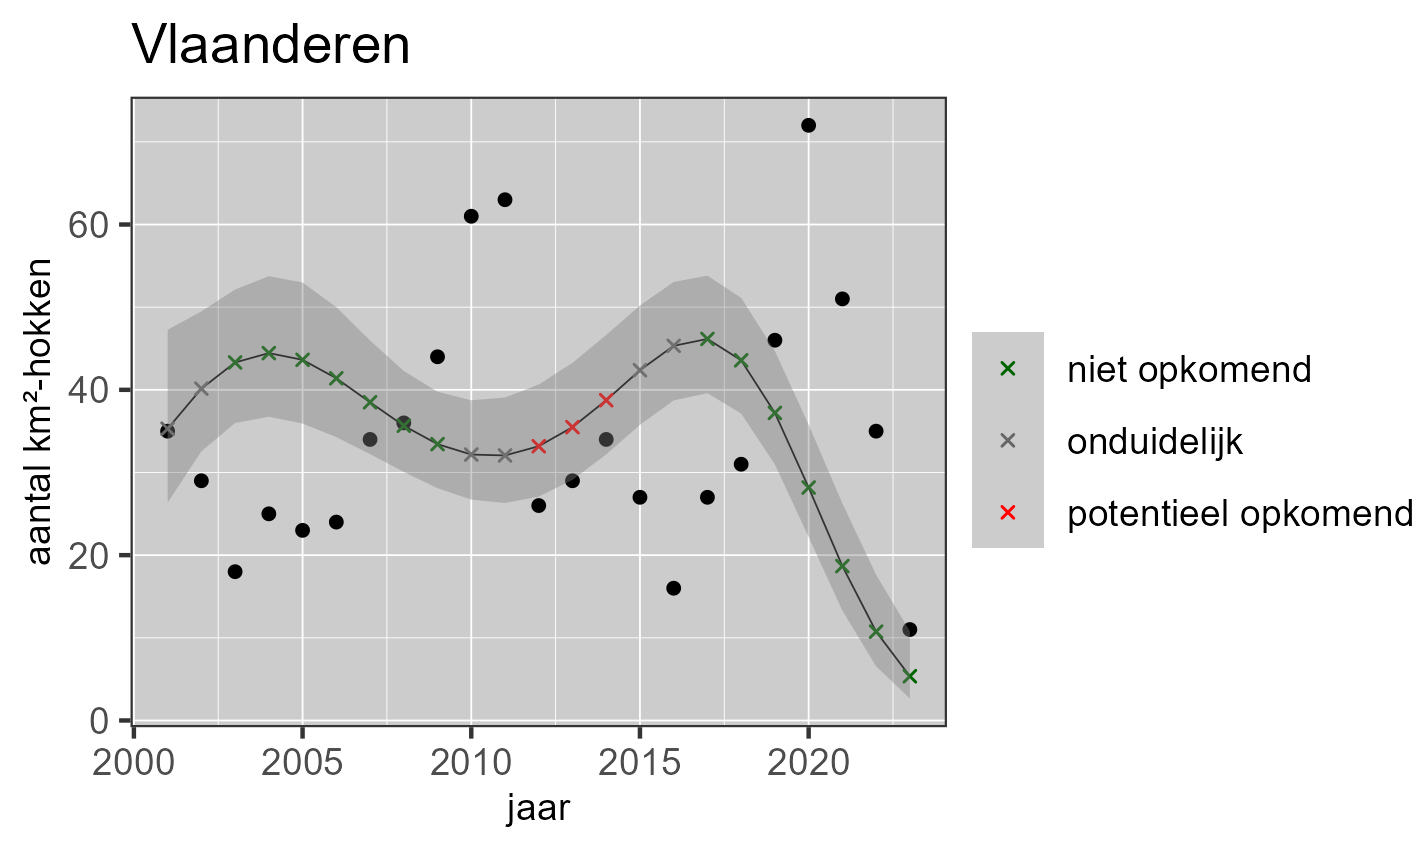 Vlaanderen
aantal km²-hokken
60
40
20
0
2000 2005 2010 2015 2020
jaar
niet opkomend
onduidelijk
potentieel opkomend